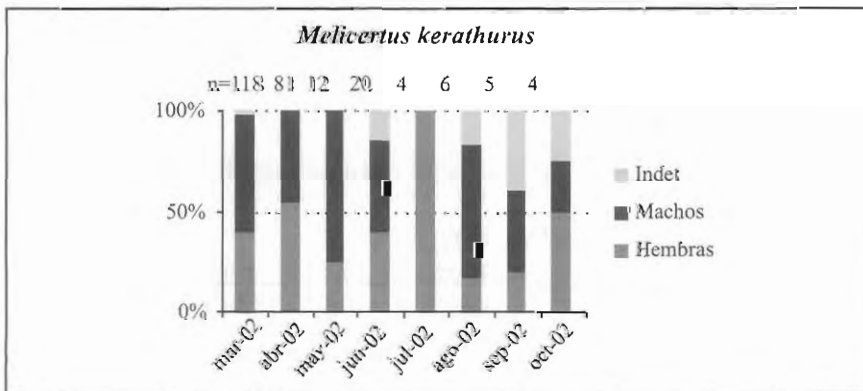 Melicertus kerathurus
n=118 81 12 20 4 6 5 4
100%
50%
0%
Indet
Machos
Hembras
mar-02 abr-02 may-02 jun-02 jul-02 ago-02 sep-02 oct-02